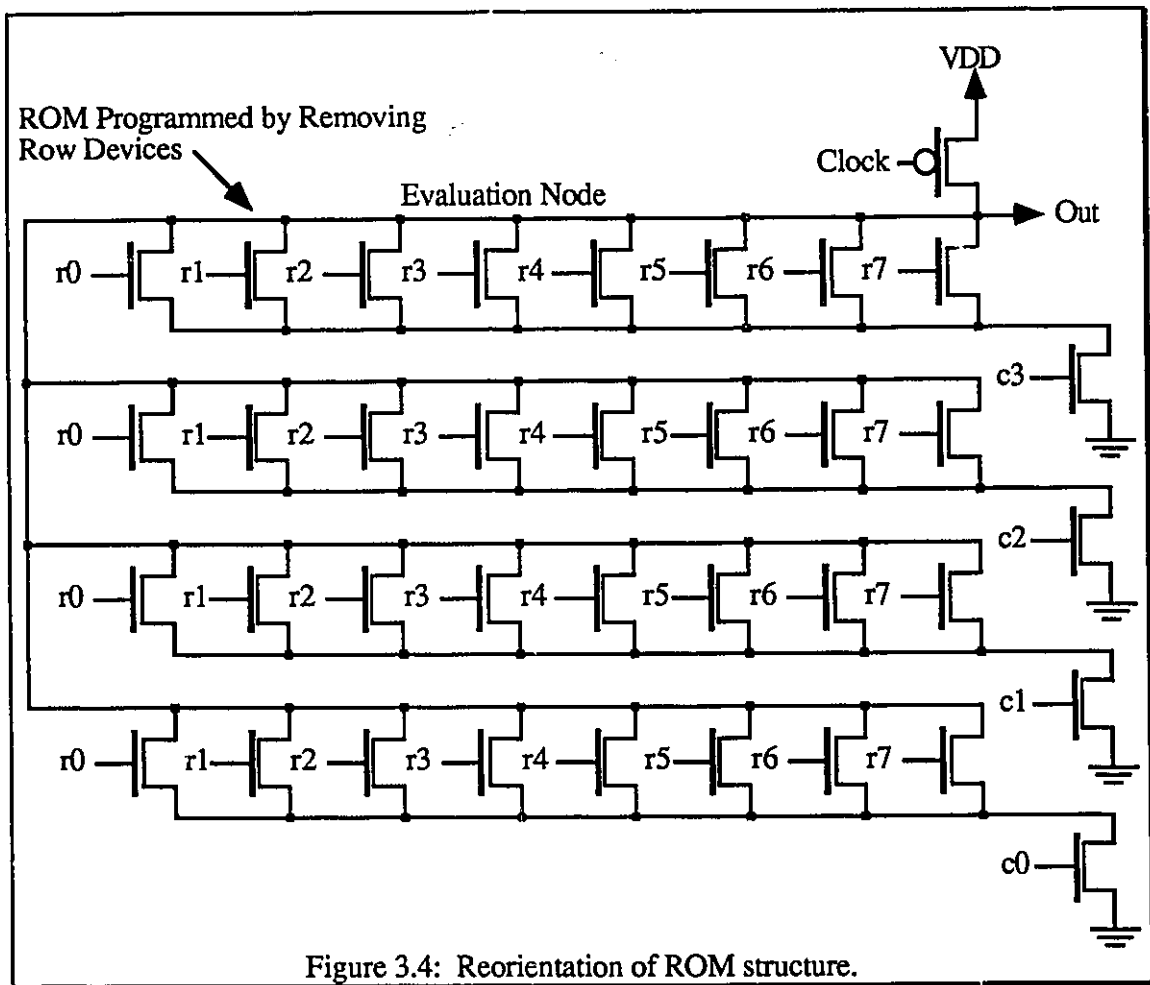 VDD
ROM Programmed by Removing
Row Devices
Clock
Evaluation Node
Out
r0 r1 r2 r3 r4 r5 r6 r7
c3
r0 r1 r2 r3 r4 r5 r6 r7
c2
r0 r1 r2 r3 r4 r5 r6 r7
c1
r0 r1 r2 r3 r4 r5 r6 r7
c0
Figure 3.4: Reorientation of ROM structure.